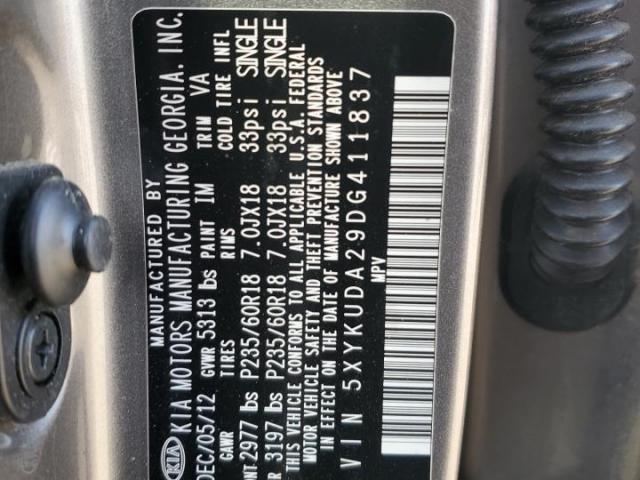 KIA
MANUFACTURED BY
KIA MOTORS MANUFACTURING GEORGIA. INC.
DEC/05/12 GVWR 5313 lbs PAINT IM TRIM VA
GAWR TIRES RIMS COLD TIRE INFL
NT 2977 lbs P235/60R18 7.0JX18 33psi SINGLE
R 3197 lbs P235/60R18 7.0JX18 33psi SINGLE
THIS VEHICLE CONFORMS TO ALL APPLICABLE U.S.A. FEDERAL
MOTOR VEHICLE SAFETY AND THEFT PREVENTION STANDARDS
IN EFFECT ON THE DATE OF MANUFACTURE SHOWN ABOVE
VIN 5XYKUDA29DG411837
MPV